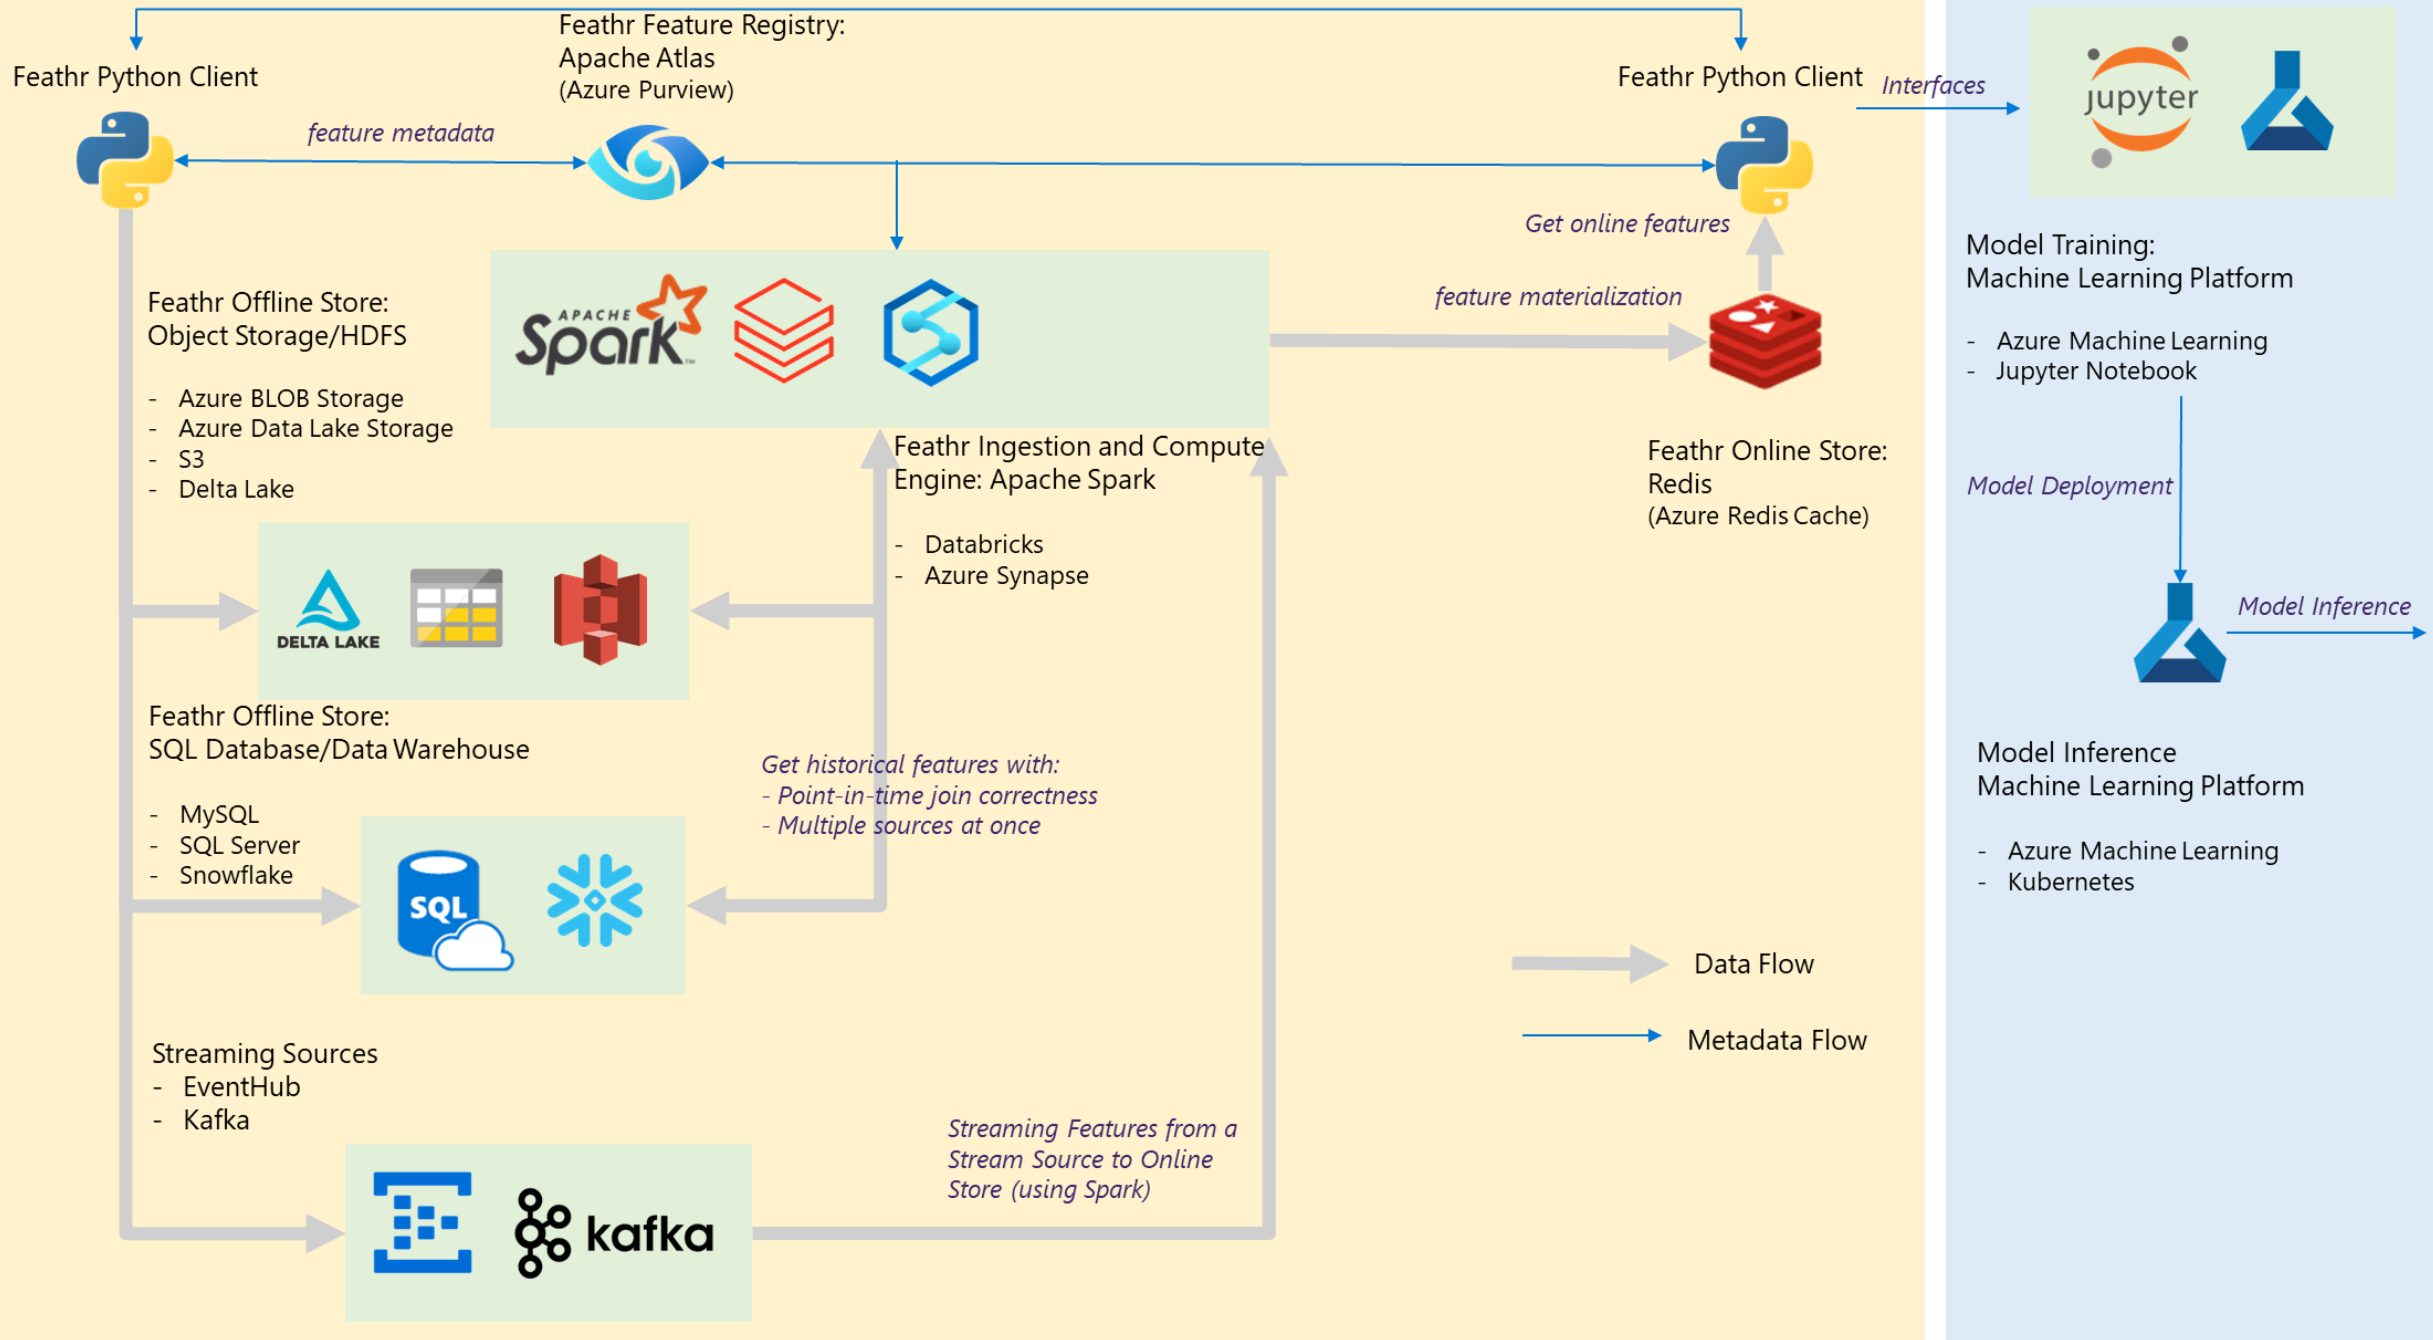 Feathr Feature Registry:
Apache Atlas
(Azure Purview)
Feathr Python Client
feature metadata
Feathr Python Client
Interfaces
jupyter
Get online features
Model Training:
Machine Learning Platform
- Azure Machine Learning
- Jupyter Notebook
Feathr Offline Store:
Object Storage/HDFS
- Azure BLOB Storage
- Azure Data Lake Storage
- S3
- Delta Lake
APACHE
Spark™
feature materialization
Feathr Ingestion and Compute
Engine: Apache Spark
- Databricks
- Azure Synapse
Feathr Online Store:
Redis
(Azure Redis Cache)
Model Deployment
Model Inference
DELTA LAKE
Feathr Offline Store:
SQL Database/Data Warehouse
- MySQL
- SQL Server
- Snowflake
SQL
Get historical features with:
- Point-in-time join correctness
- Multiple sources at once
Model Inference
Machine Learning Platform
- Azure Machine Learning
- Kubernetes
Data Flow
Metadata Flow
Streaming Sources
- EventHub
- Kafka
kafka
Streaming Features from a
Stream Source to Online
Store (using Spark)